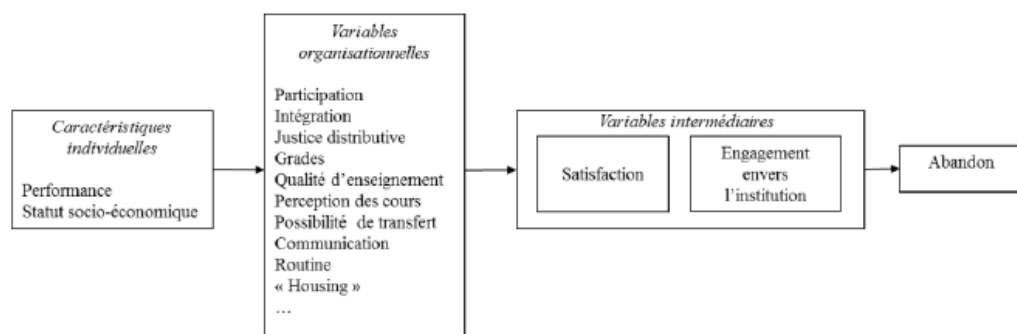 Caractéristiques
individuelles
Performance
Statut socio-économique
Variables
organisationnelles
Participation
Intégration
Justice distributive
Grades
Qualité d'enseignement
Perception des cours
Possibilité de transfert
Communication
Routine
« Housing »
…
Variables intermédiaires
Satisfaction
Engagement
envers
l'institution
Abandon